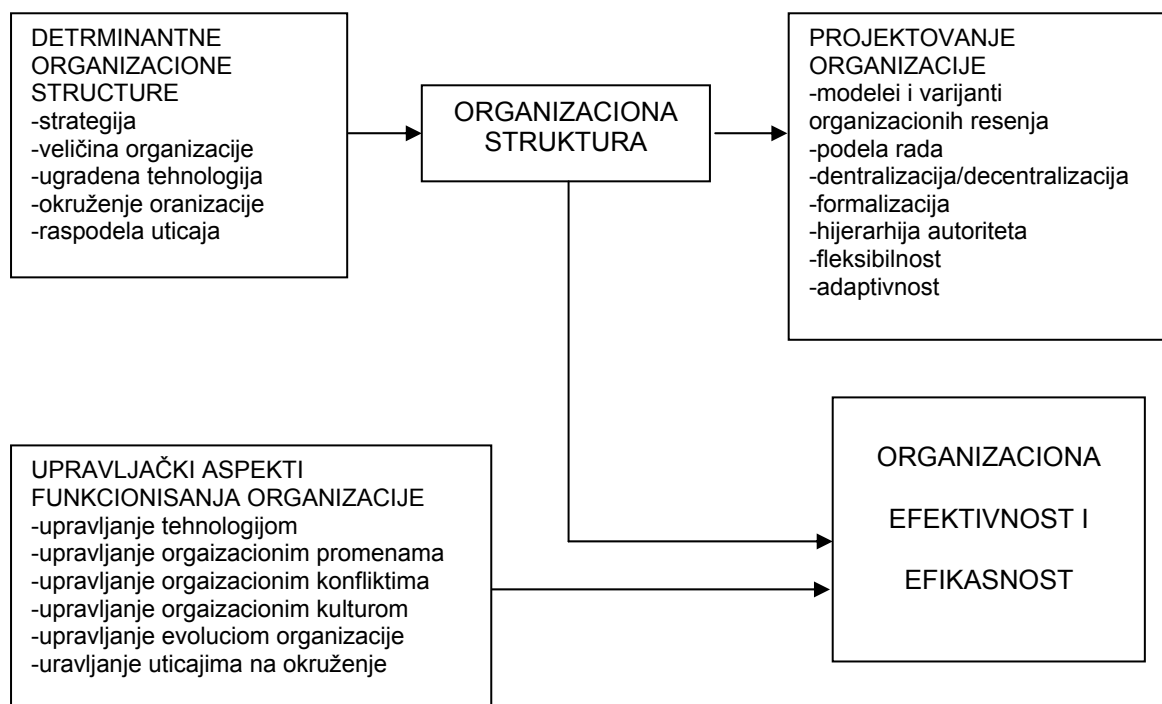 DETRMINANTNE
ORGANIZACIONE
STRUCTURE
-strategija
-veličina organizacije
-ugradena tehnologija
-okruženje oranizacije
-raspodela uticaja
ORGANIZACIONA
STRUKTURA
PROJEKTOVANJE
ORGANIZACIJE
-modelei i varijanti
organizacionih resenja
-podela rada
-dentralizacija/decentralizacija
-formalizacija
-hijerarhija autoriteta
-fleksibilnost
-adaptivnost
UPRAVLJAČKI ASPEKTI
FUNKCIONISANJA ORGANIZACIJE
-upravljanje tehnologijom
-upravljanje orgaizacionim promenama
-upravljanje orgaizacionim konfliktima
-upravljanje orgaizacionim kulturom
-upravljanje evoluciom organizacije
-uravljanje uticajima na okruženje
ORGANIZACIONA
EFEKTIVNOST I
EFIKASNOST